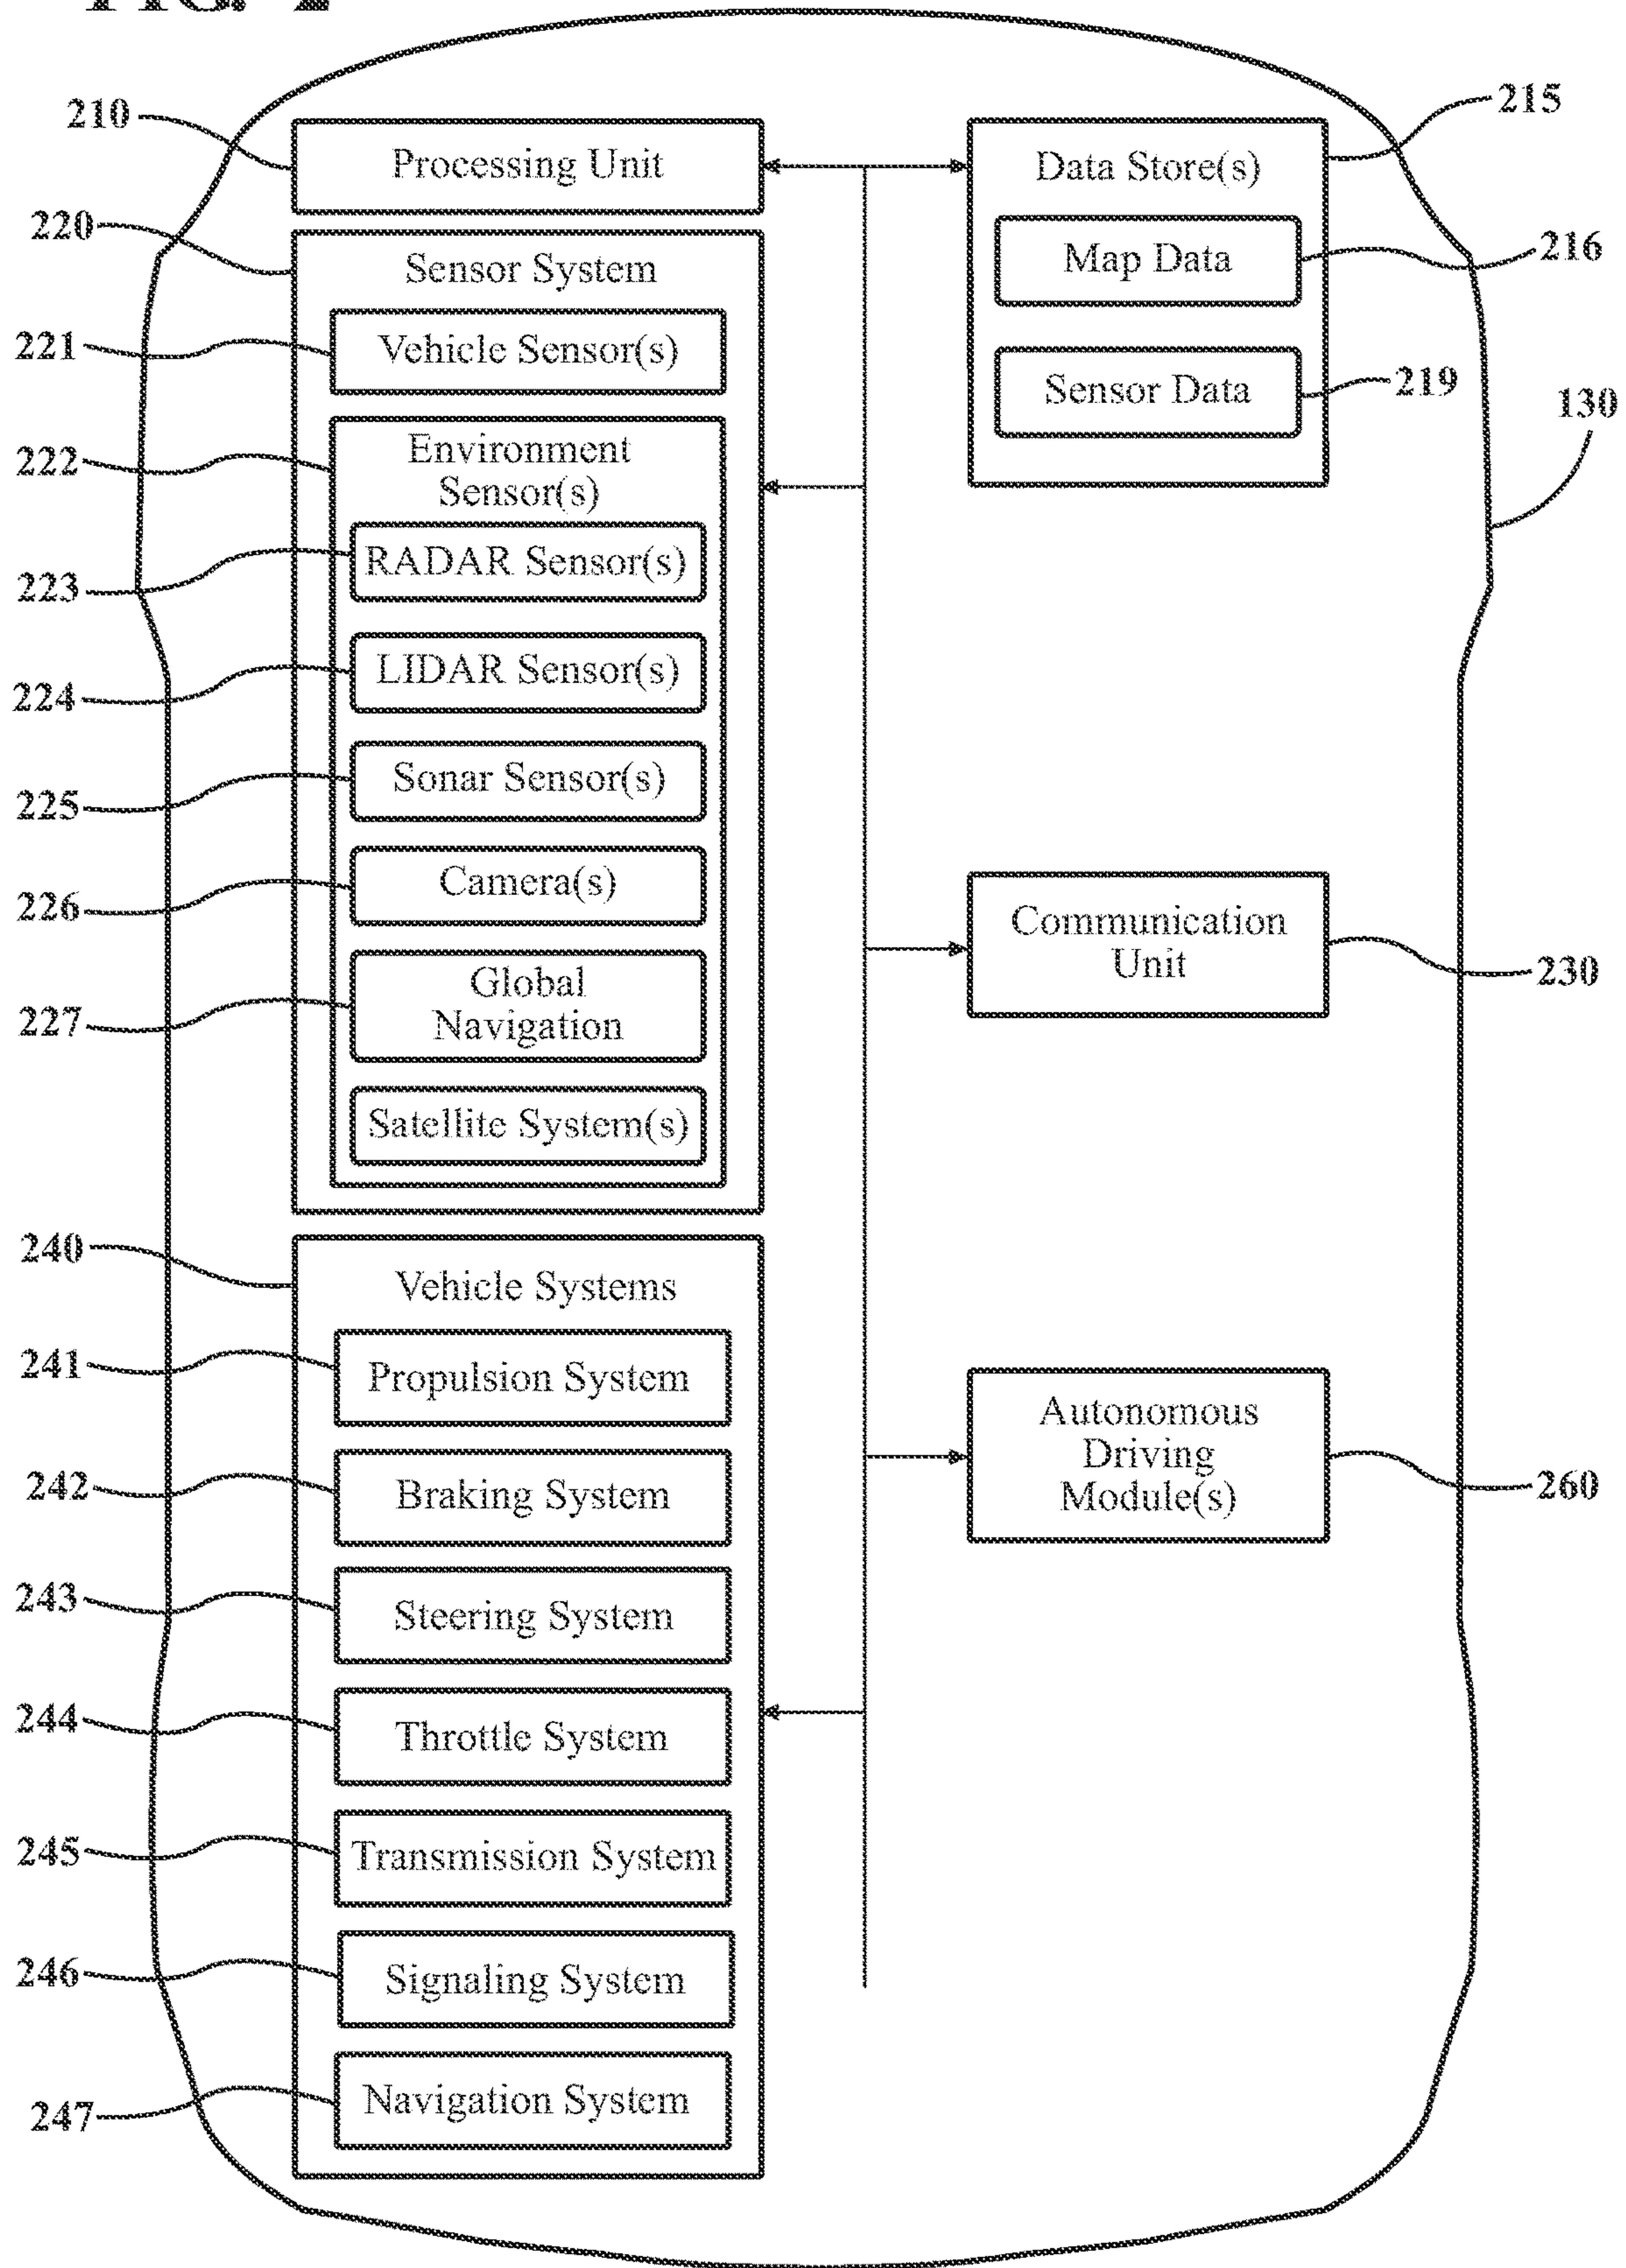 210
Processing Unit
215
Data Store(s)
216
Map Data
219
Sensor Data
130
220
Sensor System
221
Vehicle Sensor(s)
222
Environment
Sensor(s)
223
RADAR Sensor(s)
224
LIDAR Sensor(s)
225
Sonar Sensor(s)
226
Camera(s)
227
Global
Navigation
Satellite System(s)
Communication
Unit
230
240
Vehicle Systems
241
Propulsion System
242
Braking System
243
Steering System
244
Throttle System
245
Transmission System
246
Signaling System
247
Navigation System
Autonomous
Driving
Module(s)
260